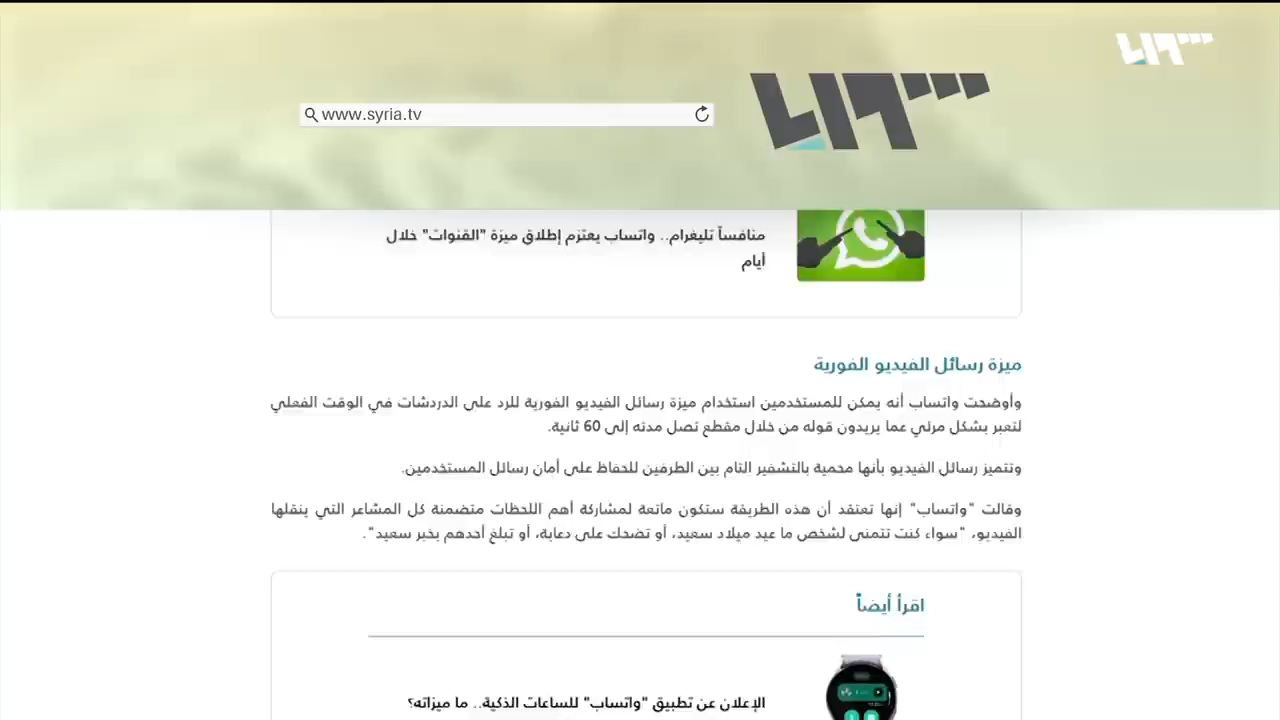 www.syria.tv
منافساً تليغرام.. واتساب يعتزم إطلاق ميزة "القنوات" خلال
أيام
ميزة رسائل الفيديو الفورية
وأوضحت واتساب أنه يمكن للمستخدمين استخدام ميزة رسائل الفيديو الفورية للرد على الدردشات في الوقت الفعلي
لتعبر بشكل مرئي عما يريدون قوله من خلال مقطع تصل مدته إلى 60 ثانية.
وتتميز رسائل الفيديو بأنها محمية بالتشفير التام بين الطرفين للحفاظ على أمان رسائل المستخدمين.
وقالت "واتساب" إنها تعتقد أن هذه الطريقة ستكون ماتعة لمشاركة أهم اللحظات متضمنة كل المشاعر التي ينقلها
الفيديو، "سواء كنت تتمنى لشخص ما عيد ميلاد سعيد، أو تضحك على دعابة، أو تبلغ أحدهم بخبر سعيد".
اقرأ أيضاً
الإعلان عن تطبيق "واتساب" للساعات الذكية.. ما ميزاته؟